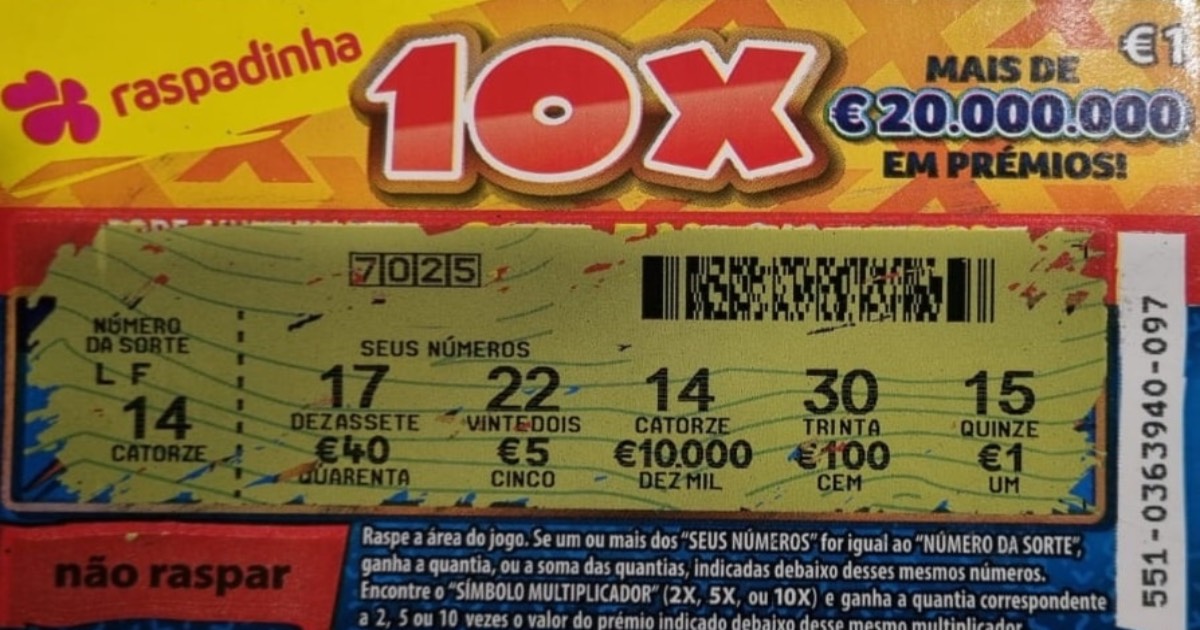 raspadinha
10X
€1
MAIS DE
€20.000.000
EM PRÉMIOS!
7025
NÚMERO
DA SORTE
L F
14
CATORZE
SEUS NÚMEROS
17 22 14 30 15
DEZASSETE VINTEDOIS CATORZE TRINTA QUINZE
€40 €5 €10.000 €100 €1
QUARENTA CINCO DEZ MIL CEM UM
551-0363940-097
não raspar
Raspe a área do jogo. Se um ou mais dos "SEUS NÚMEROS" for igual ao "NÚMERO DA SORTE",
ganha a quantia, ou a soma das quantias, indicadas debaixo desses mesmos números.
Encontre o "SÍMBOLO MULTIPLICADOR" (2X, 5X, ou 10X) e ganha a quantia correspondente
a 2, 5 ou 10 vezes o valor do prémio indicado debaixo desse mesmo multiplicador.